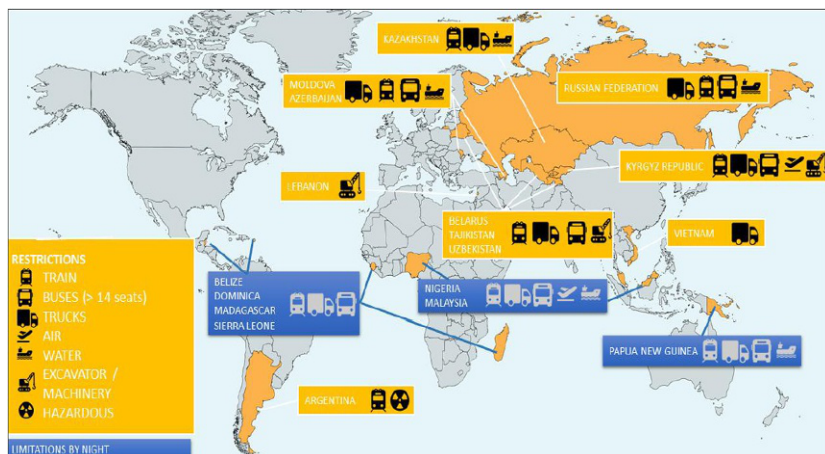 KAZAKHSTAN
MOLDOVA
AZERBAIJAN
RUSSIAN FEDERATION
KYRGYZ REPUBLIC
LEBANON
BELARUS
TAJIKISTAN
UZBEKISTAN
VIETNAM
RESTRICTIONS
TRAIN
BUSES (> 14 seats)
TRUCKS
AIR
WATER
EXCAVATOR /
MACHINERY
HAZARDOUS
BELIZE
DOMINICA
MADAGASCAR
SIERRA LEONE
NIGERIA
MALAYSIA
PAPUA NEW GUINEA
ARGENTINA
LIMITATIONS BY NIGHT